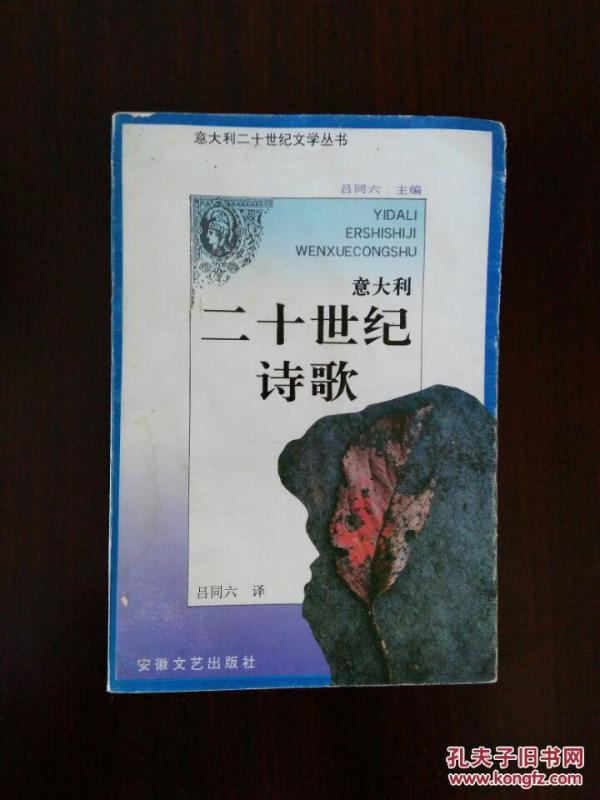 意大利二十世纪文学丛书
吕同六 主编
YIDALI
ERSHISHIJI
WENXUECONGSHU
意大利
二十世纪
诗歌
吕同六 译
安徽文艺出版社
孔夫子旧书网
www.kongfz.com